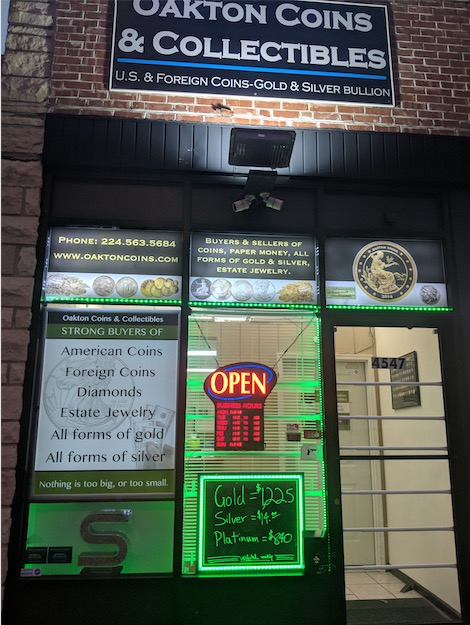 OAKTON COINS
& COLLECTIBLES
U.S. & FOREIGN COINS-GOLD & SILVER BULLION
PHONE: 224.563.5684
WWW.OAKTONCOINS.COM
BUYERS & SELLERS OF
COINS, PAPER MONEY, ALL
FORMS OF GOLD & SILVER,
ESTATE JEWELRY.
Oakton Coins & Collectibles
STRONG BUYERS OF
American Coins
Foreign Coins
Diamonds
Estate Jewelry
All forms of gold
All forms of silver
Nothing is too big, or too small.
OPEN
BUSINESS HOURS
Gold = $1225
Silver = $14.
Platinum = $840
4547
S